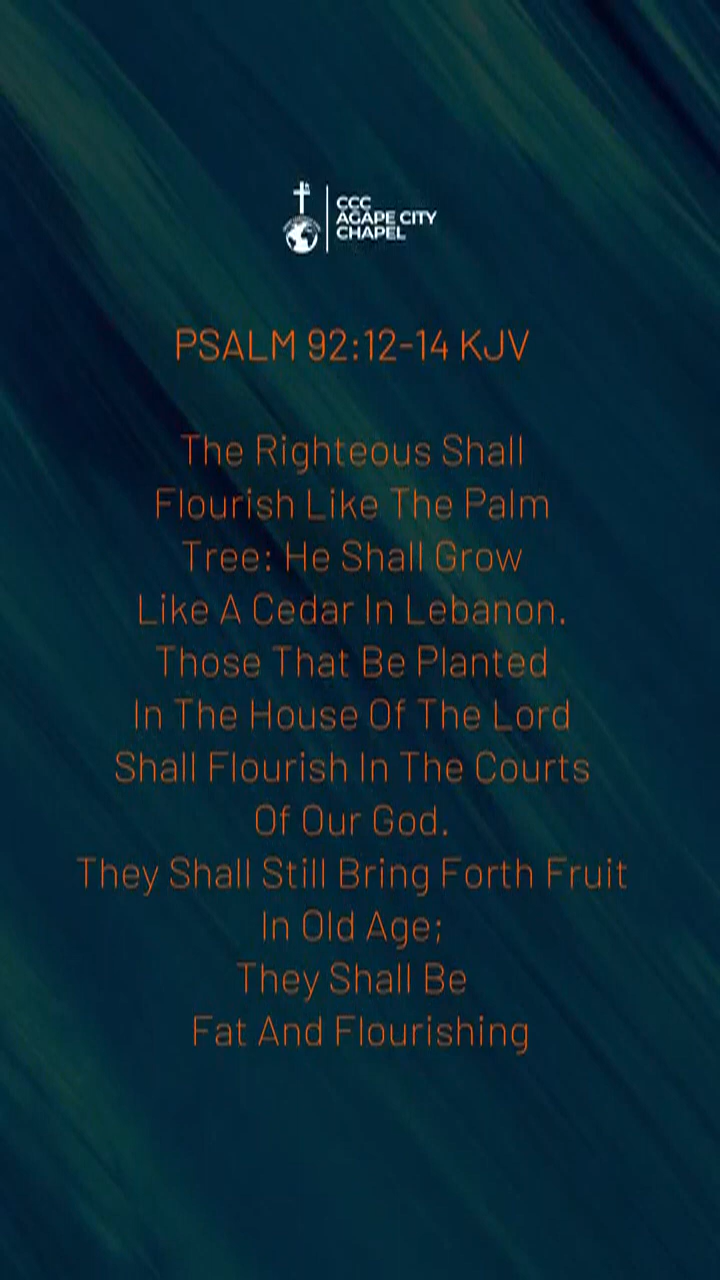 CCC
AGAPE CITY
CHAPEL
PSALM 92:12-14 KJV
The Righteous Shall
Flourish Like The Palm
Tree: He Shall Grow
Like A Cedar In Lebanon.
Those That Be Planted
In The House Of The Lord
Shall Flourish In The Courts
Of Our God.
They Shall Still Bring Forth Fruit
In Old Age;
They Shall Be
Fat And Flourishing